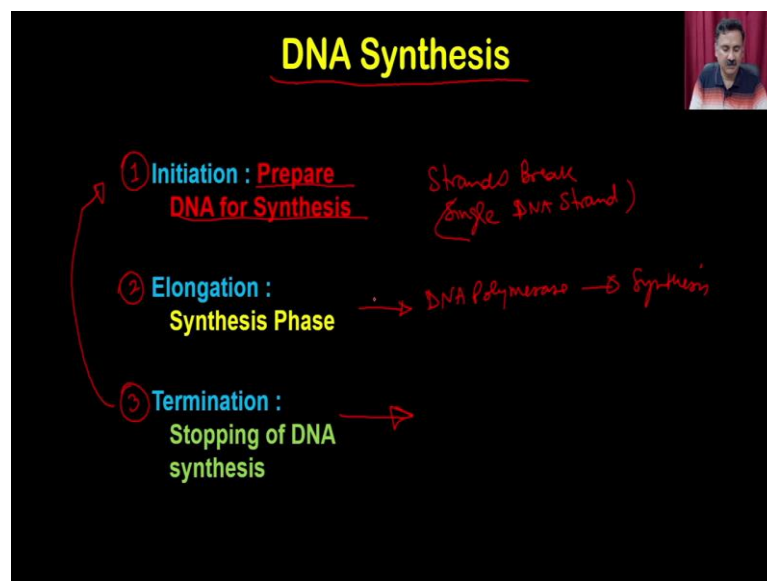 DNA Synthesis
① Initiation : Prepare
DNA for Synthesis
Strands Break
(Single DNA Strand)
② Elongation :
Synthesis Phase
DNA Polymerase → Synthesis
③ Termination :
Stopping of DNA
synthesis